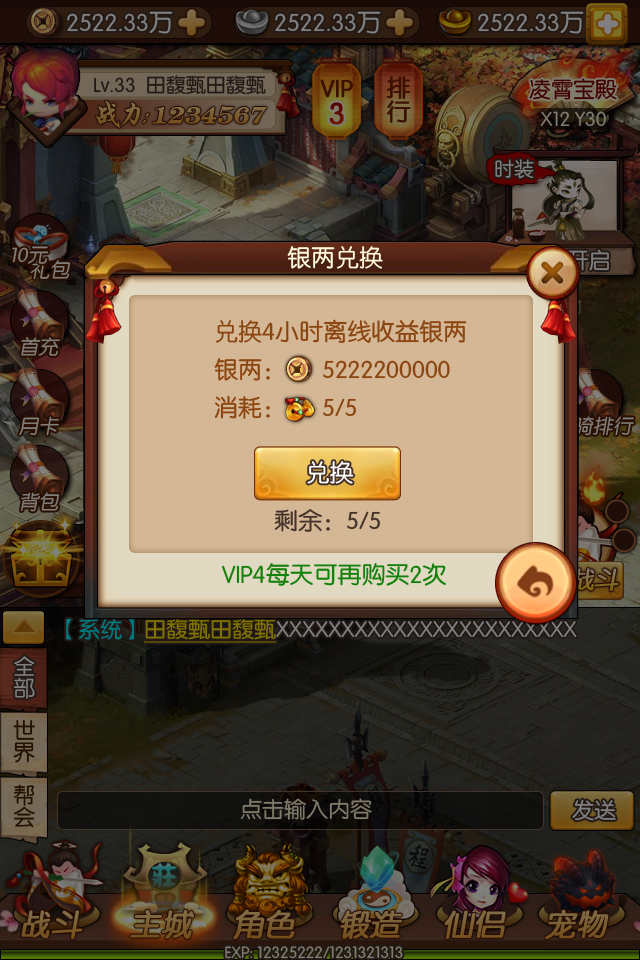 2522.33万 2522.33万 2522.33万
Lv.33 田馥甄田馥甄
战力:1234567
VIP 3
排行
凌霄宝殿
X12 Y30
时装
开启
10元礼包
首充
月卡
背包
骑排行
战斗
银两兑换
兑换4小时离线收益银两
银两： 5222200000
消耗： 5/5
兑换
剩余：5/5
VIP4每天可再购买2次
【系统】田馥甄田馥甄XXXXXXXXXXXXXXXXXXXXXXX
全部
世界
帮会
点击输入内容
发送
莊
程
战斗 主城 角色 锻造 仙侣 宠物
EXP: 12325222/1231321313